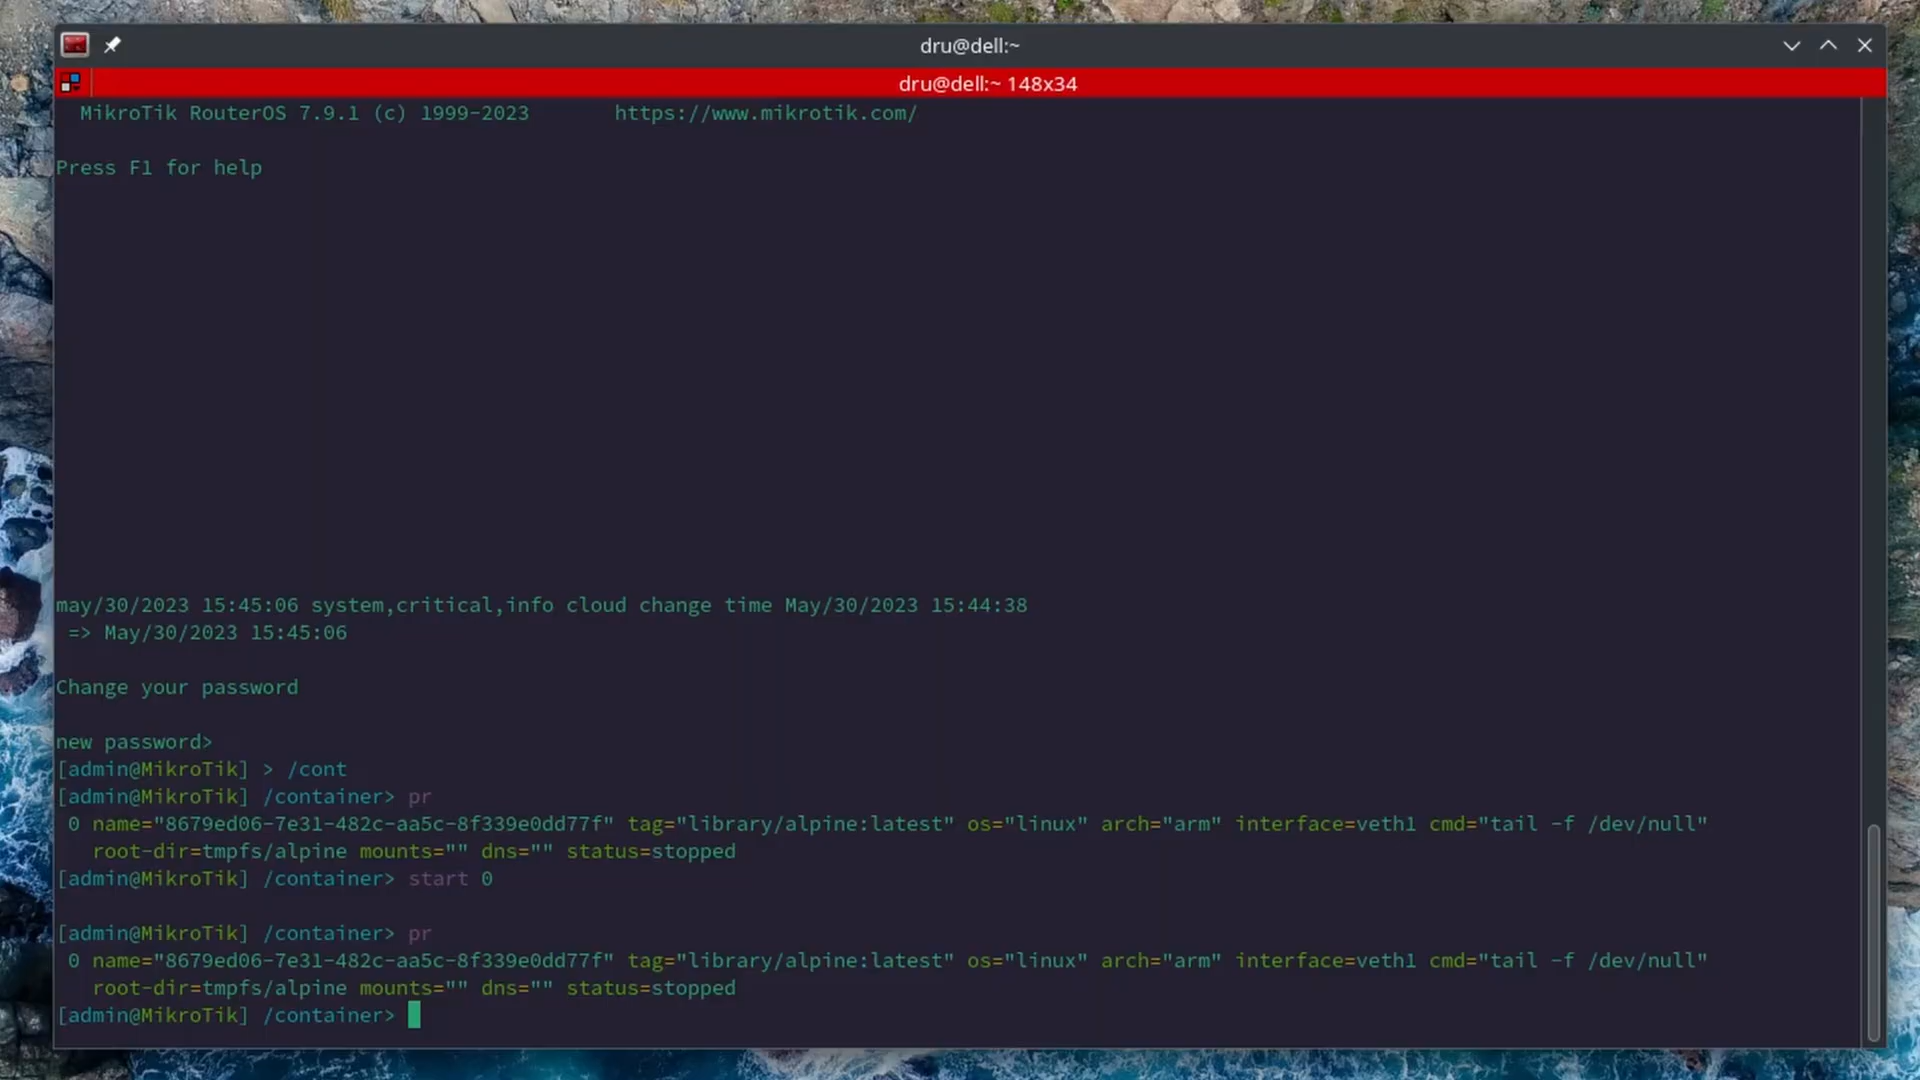 dru@dell:~
dru@dell:~ 148x34
MikroTik RouterOS 7.9.1 (c) 1999-2023       https://www.mikrotik.com/
Press F1 for help
may/30/2023 15:45:06 system,critical,info cloud change time May/30/2023 15:44:38
=> May/30/2023 15:45:06
Change your password
new password>
[admin@MikroTik] > /cont
[admin@MikroTik] /container> pr
0 name="8679ed06-7e31-482c-aa5c-8f339e0dd77f" tag="library/alpine:latest" os="linux" arch="arm" interface=veth1 cmd="tail -f /dev/null"
root-dir=tmpfs/alpine mounts="" dns="" status=stopped
[admin@MikroTik] /container> start 0
[admin@MikroTik] /container> pr
0 name="8679ed06-7e31-482c-aa5c-8f339e0dd77f" tag="library/alpine:latest" os="linux" arch="arm" interface=veth1 cmd="tail -f /dev/null"
root-dir=tmpfs/alpine mounts="" dns="" status=stopped
[admin@MikroTik] /container>